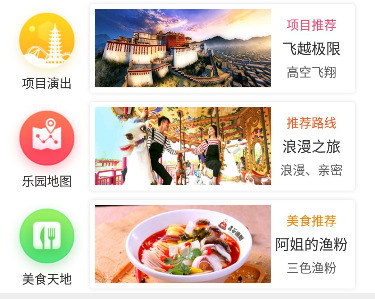 项目推荐
飞越极限
高空飞翔
项目演出
推荐路线
浪漫之旅
浪漫、亲密
乐园地图
美食推荐
阿姐的渔粉
三色渔粉
美食天地